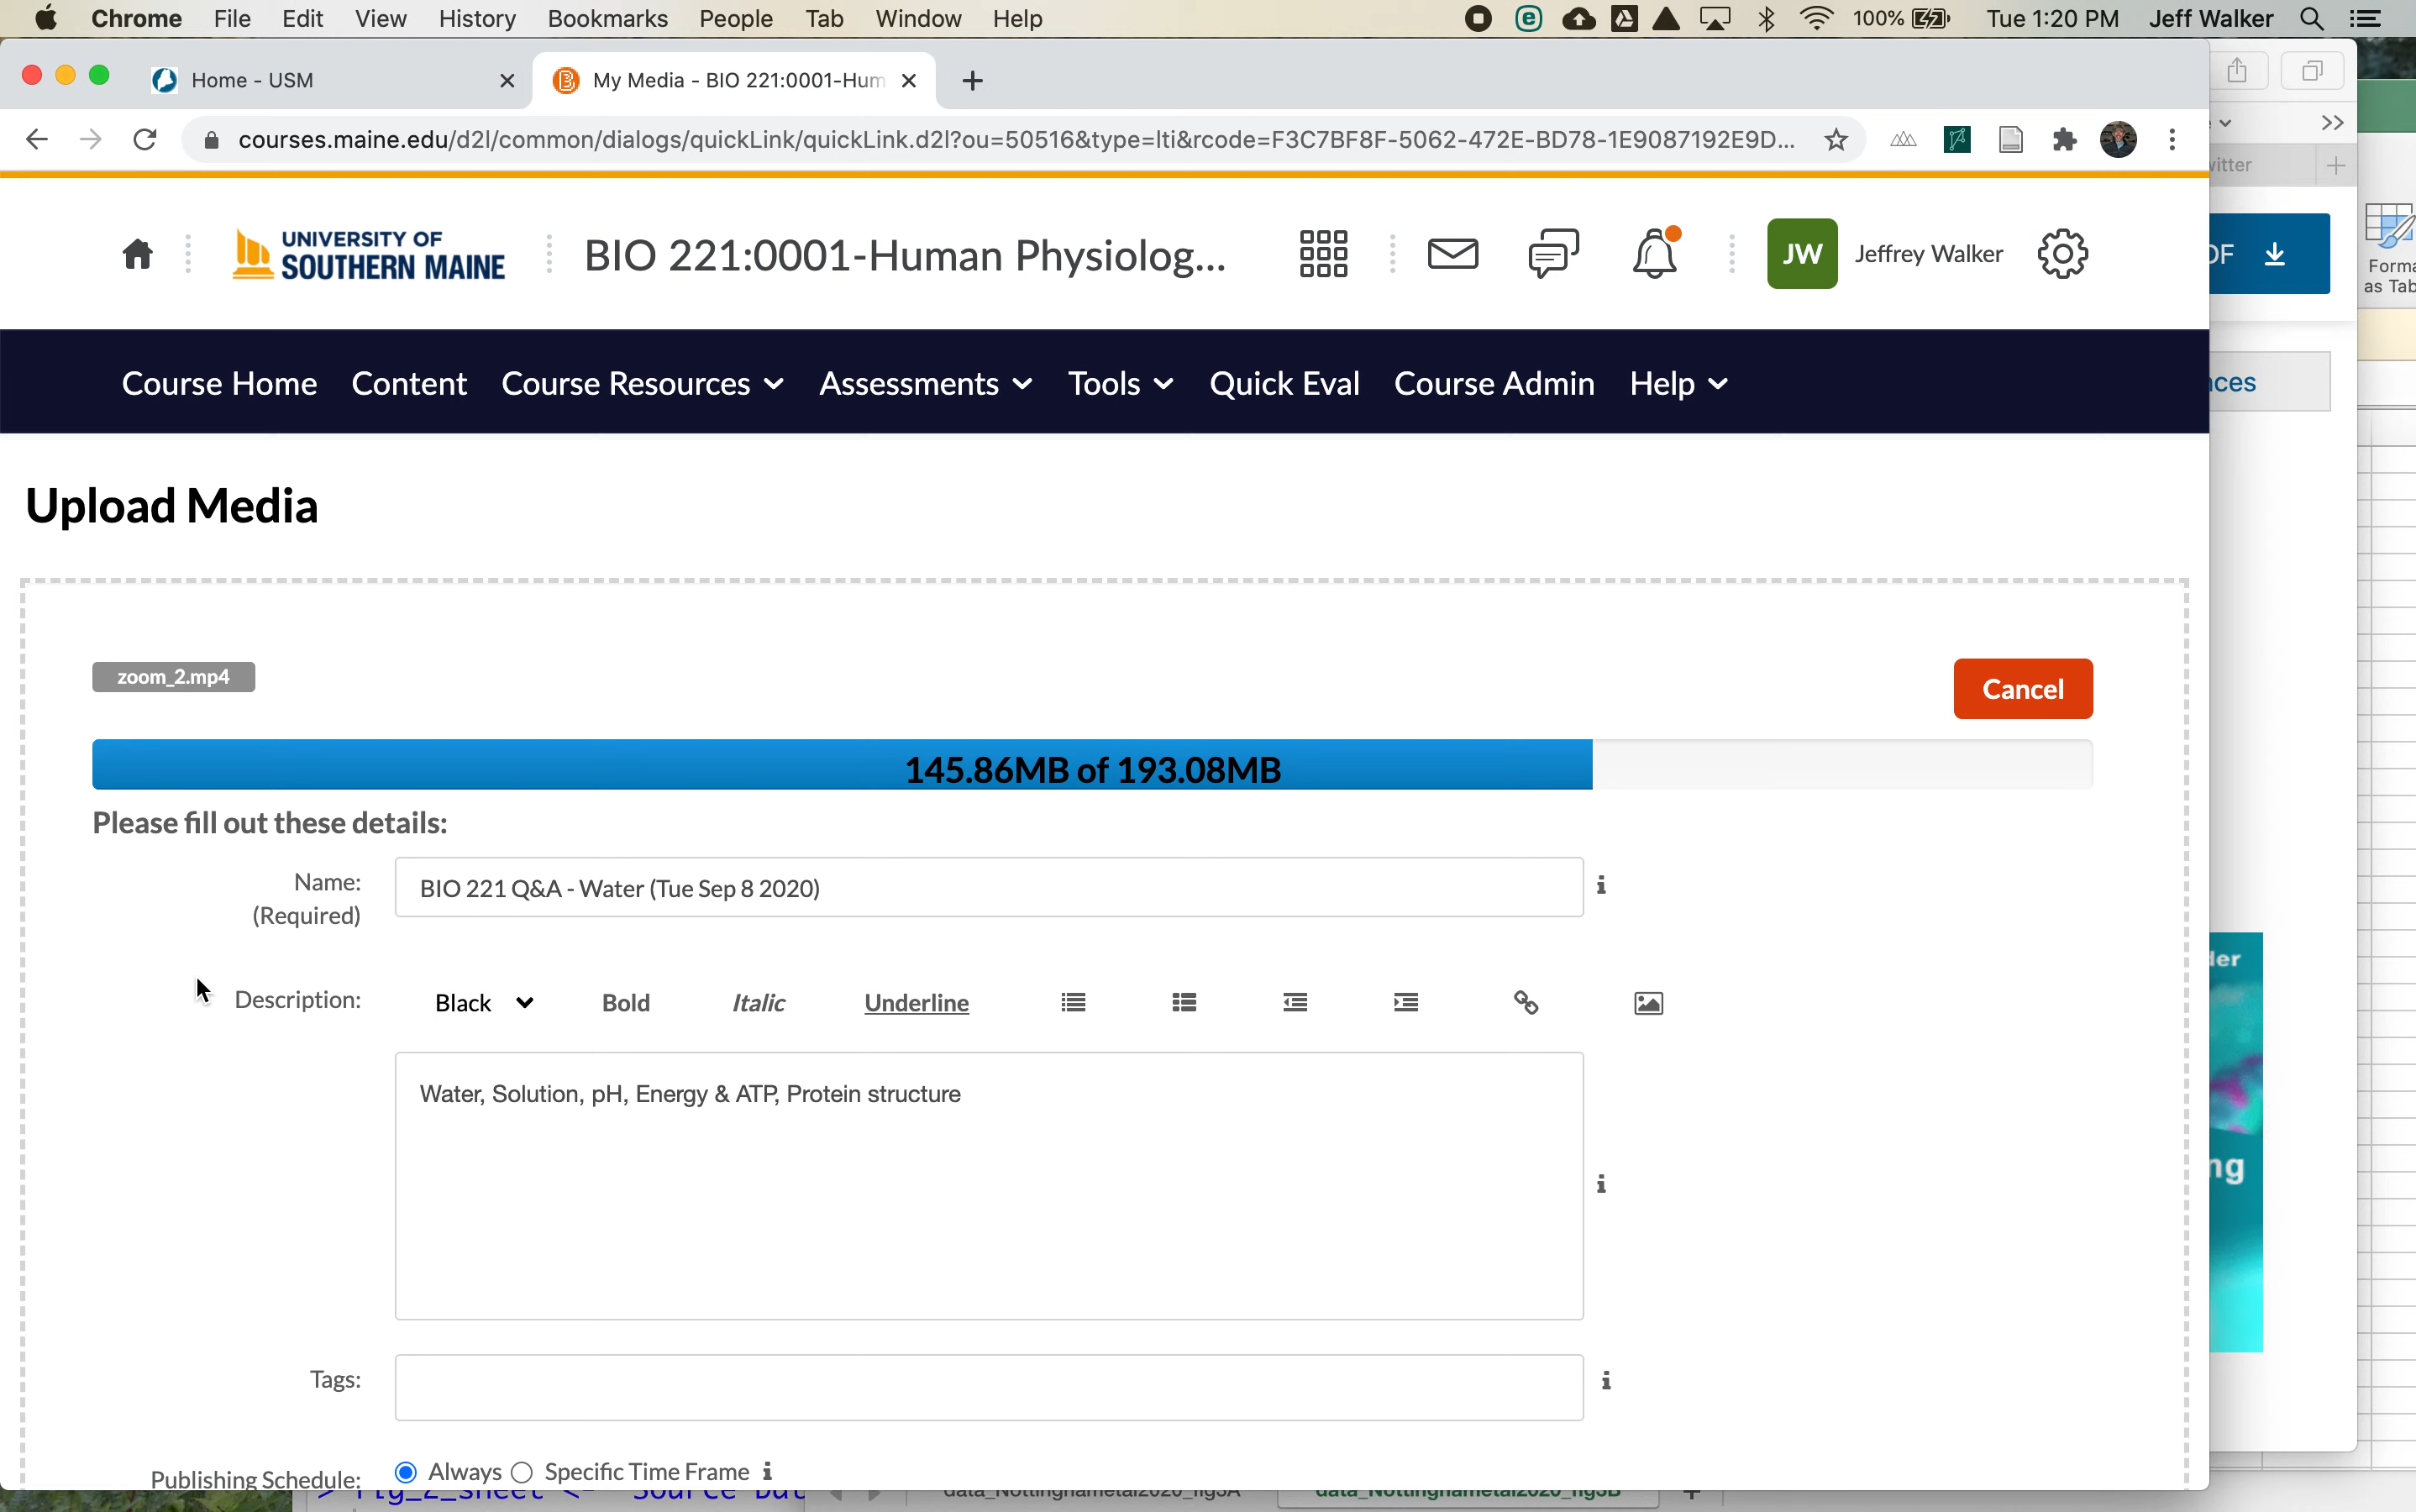 Chrome File Edit View History Bookmarks People Tab Window Help 100% Tue 1:20 PM Jeff Walker
Home - USM My Media - BIO 221:0001-Hum
courses.maine.edu/d2l/common/dialogs/quickLink/quickLink.d2l?ou=50516&type=lti&rcode=F3C7BF8F-5062-472E-BD78-1E9087192E9D...
UNIVERSITY OF
SOUTHERN MAINE
BIO 221:0001-Human Physiolog...
JW Jeffrey Walker
Course Home Content Course Resources Assessments Tools Quick Eval Course Admin Help
Upload Media
zoom_2.mp4
Cancel
145.86MB of 193.08MB
Please fill out these details:
Name: BIO 221 Q&A - Water (Tue Sep 8 2020)
(Required)
Description: Black Bold Italic Underline
Water, Solution, pH, Energy & ATP, Protein structure
Tags:
Publishing Schedule: Always Specific Time Frame